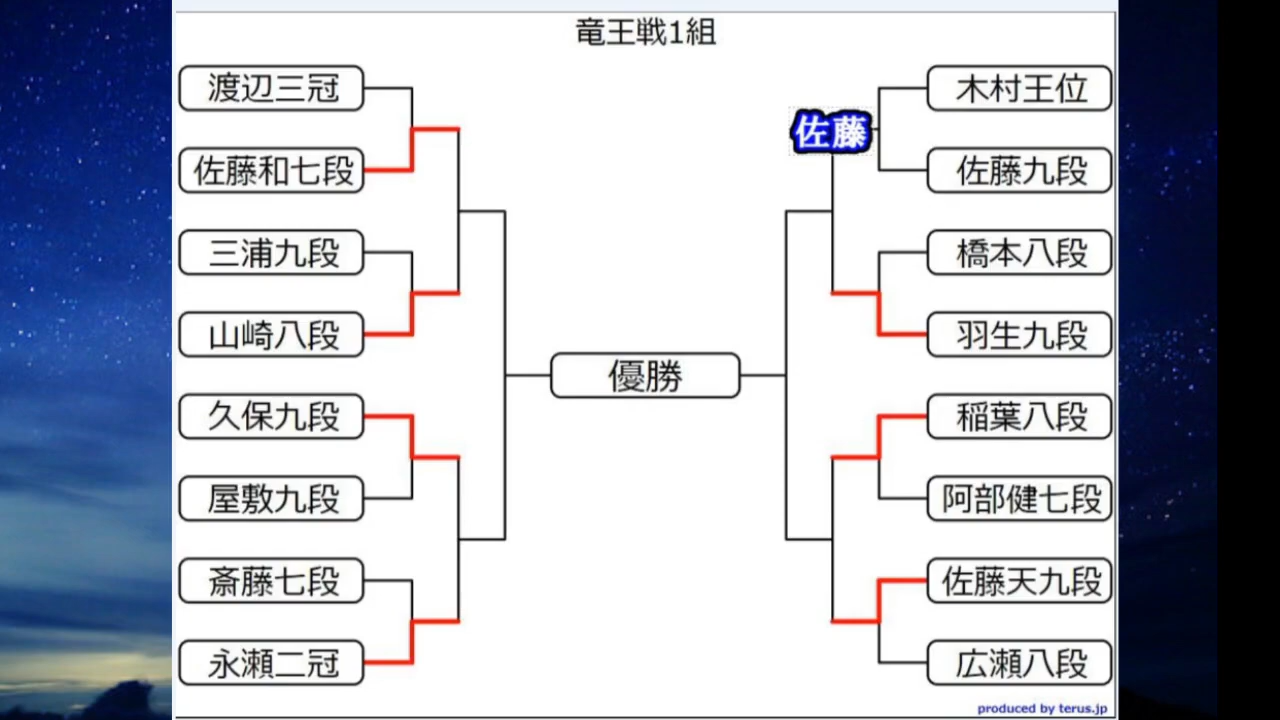 竜王戦1組
渡辺三冠
佐藤和七段
三浦九段
山崎八段
久保九段
屋敷九段
斎藤七段
永瀬二冠
優勝
佐藤
木村王位
佐藤九段
橋本八段
羽生九段
稲葉八段
阿部健七段
佐藤天九段
広瀬八段
produced by terus.jp